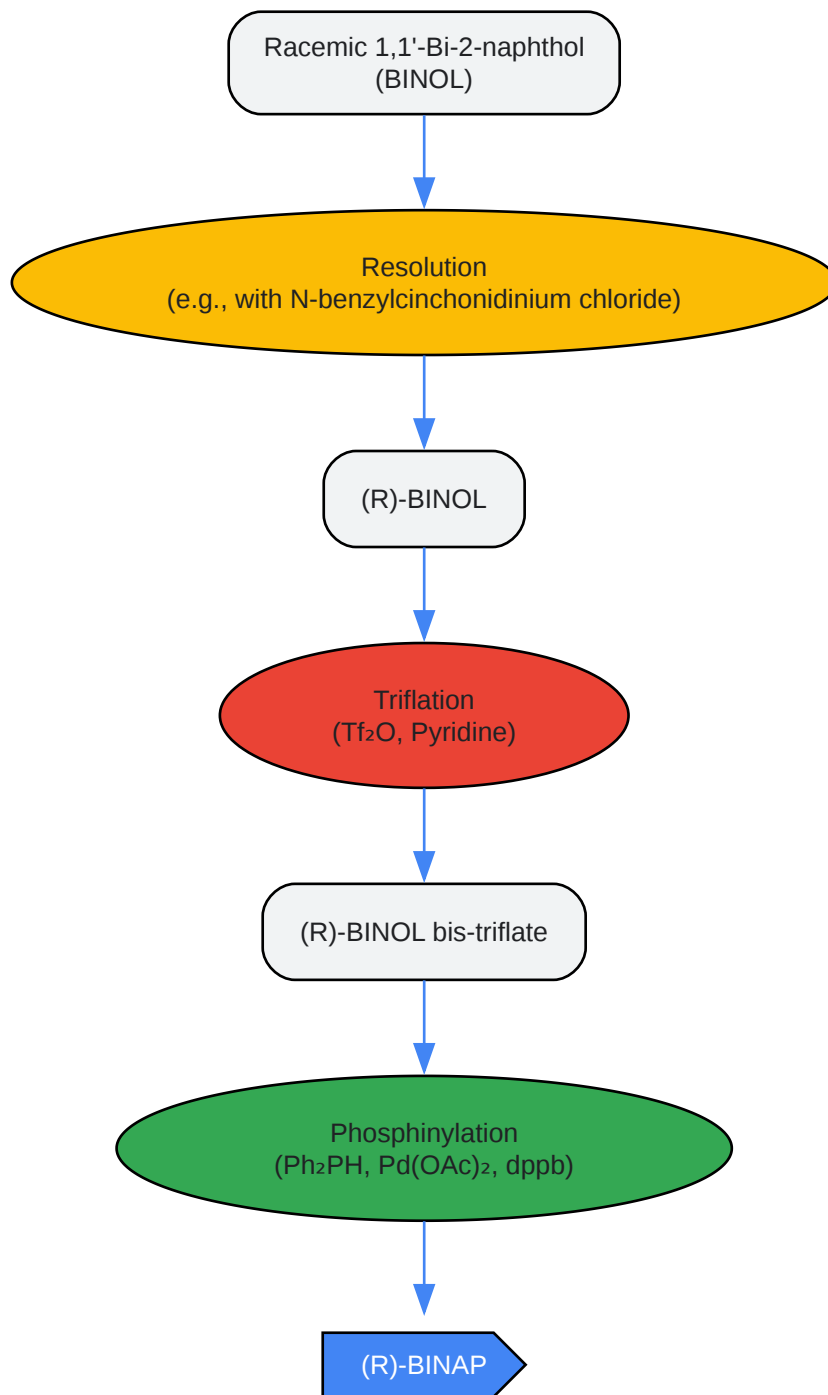 Racemic 1,1'-Bi-2-naphthol
(BINOL)
Resolution
(e.g., with N-benzylcinchonidinium chloride)
(R)-BINOL
Triflation
(Tf₂O, Pyridine)
(R)-BINOL bis-triflate
Phosphinylation
(Ph₂PH, Pd(OAc)₂, dppb)
(R)-BINAP